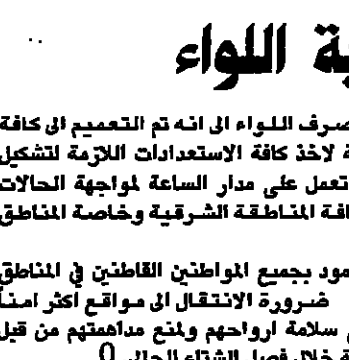 ة اللواء
صرف اللواء الى انه تم التعميم الى كافة
ة لاخذ كافة الاستعدادات اللازمة لتشكيل
تعمل على مدار الساعة لمواجهة الحالات
افة المناطقة الشرقية وخاصة المناطق
مود بجميع المواطنين القاطنين في المناطق
ضرورة الانتقال الى مواقع اكثر امناً
سلامة ارواحهم ولمنع مداهمتهم من قبل
خلال فصل الشتاء الحالي. ()